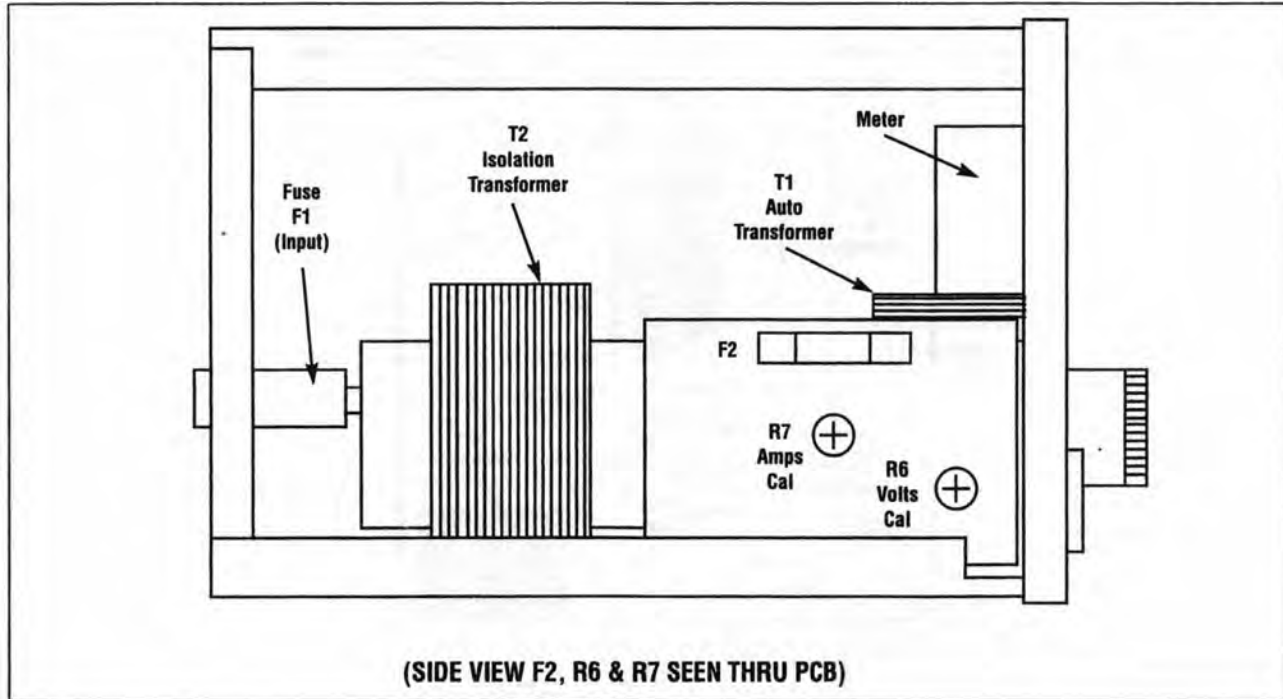 Meter
T2
Isolation
Transformer
T1
Auto
Transformer
Fuse
F1
(Input)
F2
R7
Amps
Cal
R6
Volts
Cal
(SIDE VIEW F2, R6 & R7 SEEN THRU PCB)